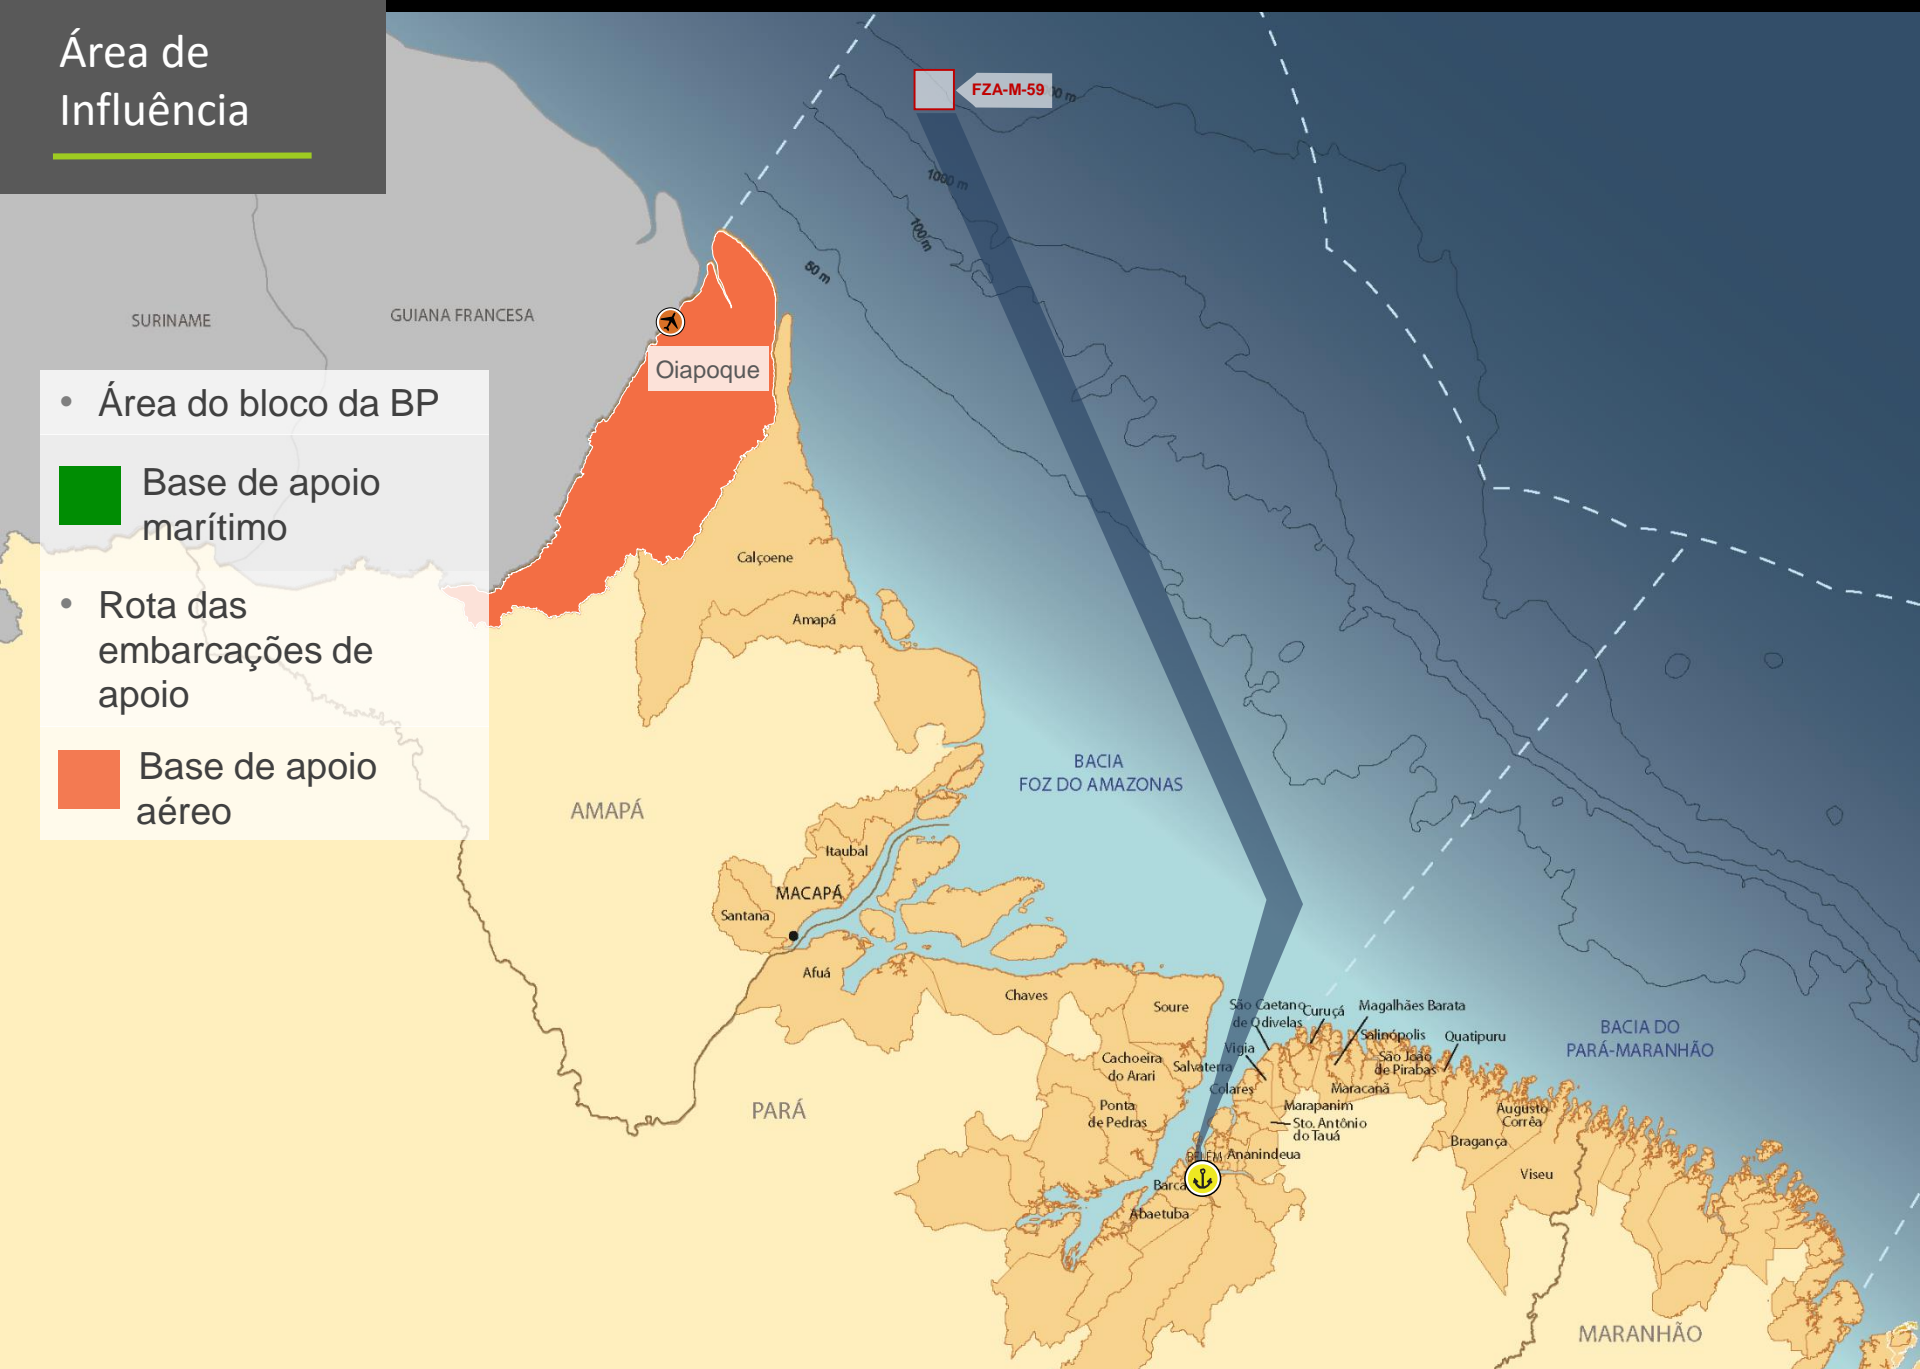 Área de
Influência
FZA-M-59
1000 m
100 m
50 m
SURINAME
GUIANA FRANCESA
Oiapoque
• Área do bloco da BP
Base de apoio
marítimo
• Rota das
embarcações de
apoio
Base de apoio
aéreo
Calçoene
Amapá
BACIA
FOZ DO AMAZONAS
AMAPÁ
Itaubal
MACAPÁ
Santana
Afuá
Chaves
Soure
São Caetano
de Odivelas
Curuçá
Magalhães Barata
Salinópolis
Quatipuru
São João
de Pirabas
BACIA DO
PARÁ-MARANHÃO
Vigia
Cachoeira
do Arari
Salvaterra
Colares
Maracanã
PARÁ
Ponta
de Pedras
Marapanim
Sto. Antônio
do Tauá
Augusto
Corrêa
Bragança
BELÉM
Ananindeua
Viseu
Barca
Abaetuba
MARANHÃO